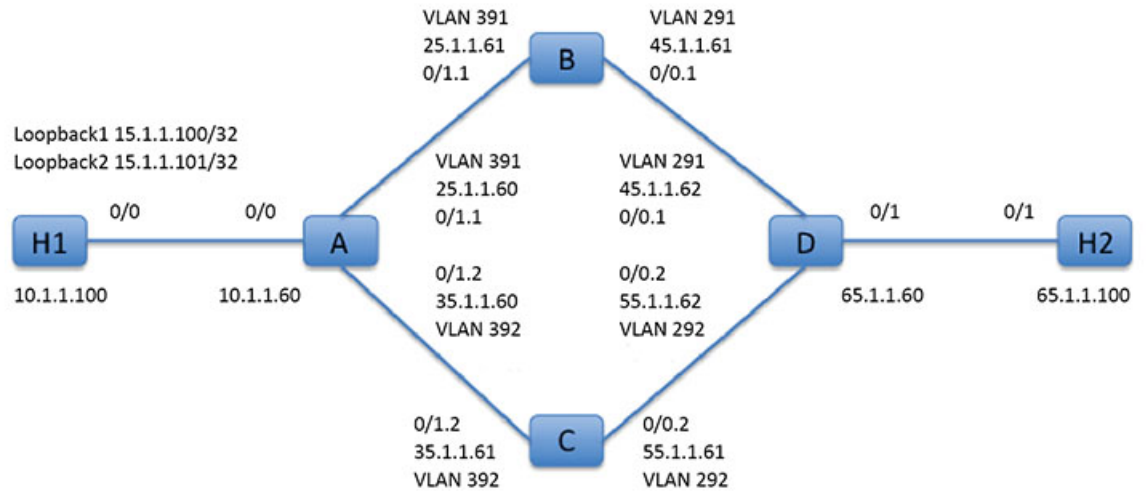 VLAN 391
25.1.1.61
0/1.1
B
VLAN 291
45.1.1.61
0/0.1
Loopback1 15.1.1.100/32
Loopback2 15.1.1.101/32
VLAN 391
25.1.1.60
0/1.1
VLAN 291
45.1.1.62
0/0.1
0/0
0/0
0/1
0/1
H1
A
D
H2
10.1.1.100
10.1.1.60
0/1.2
35.1.1.60
VLAN 392
0/0.2
55.1.1.62
VLAN 292
65.1.1.60
65.1.1.100
0/1.2
35.1.1.61
VLAN 392
C
0/0.2
55.1.1.61
VLAN 292